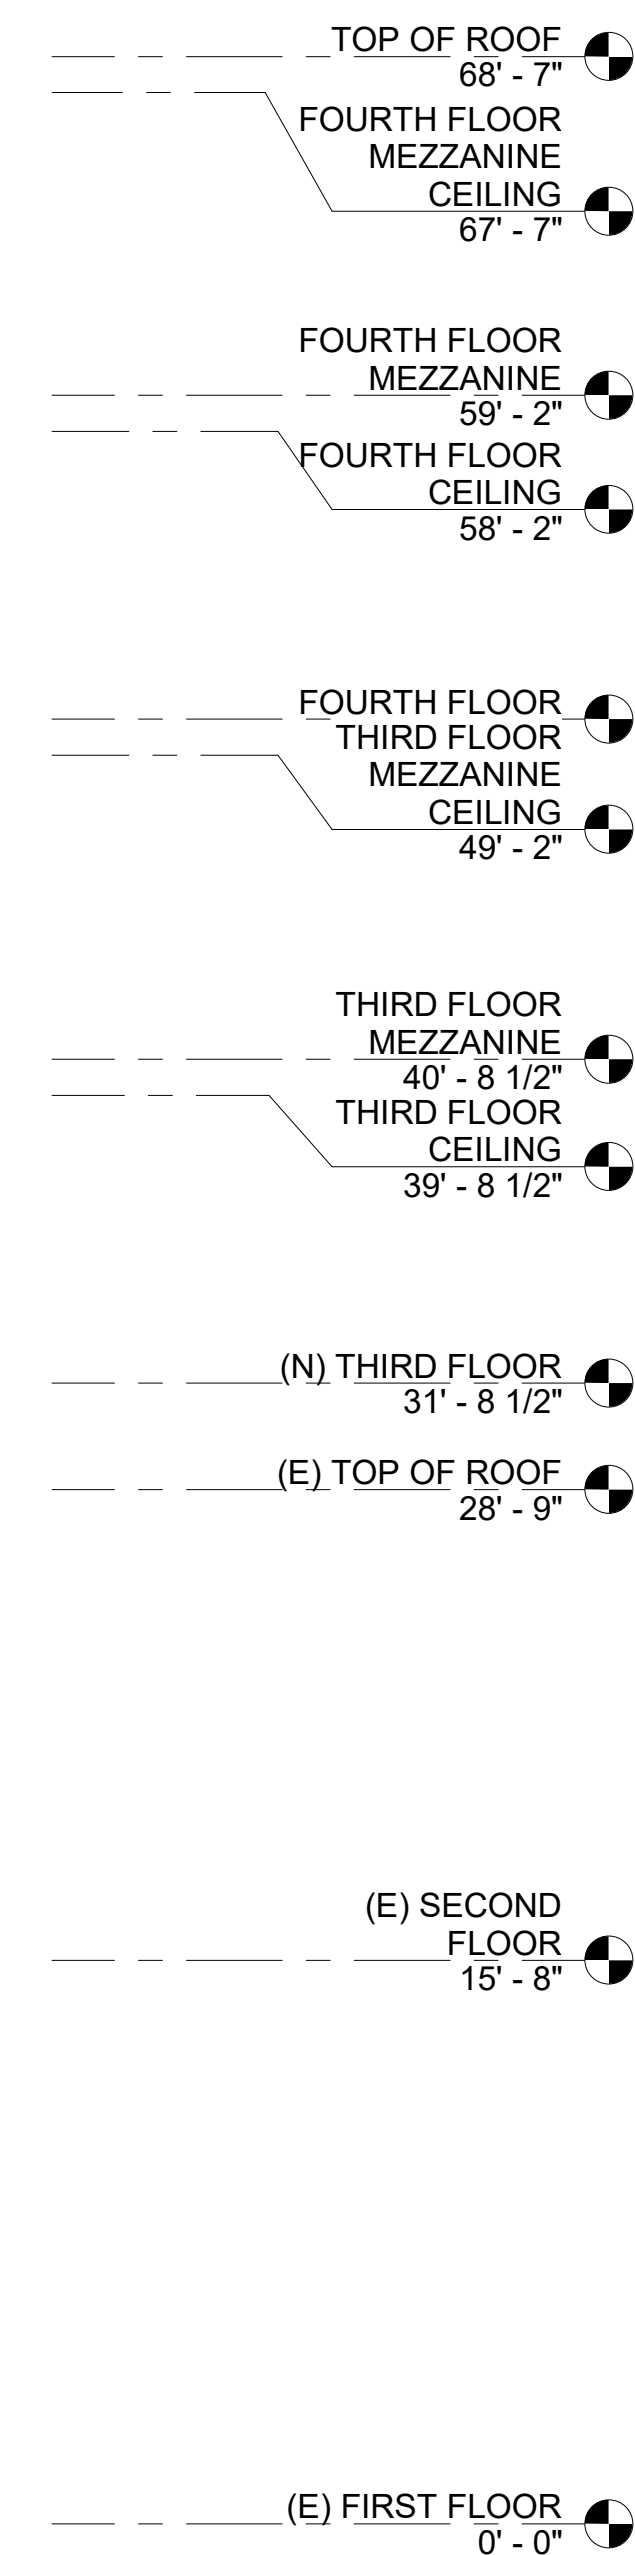 TOP OF ROOF
68' - 7"
FOURTH FLOOR
MEZZANINE
CEILING
67' - 7"
FOURTH FLOOR
MEZZANINE
59' - 2"
FOURTH FLOOR
CEILING
58' - 2"
FOURTH FLOOR
THIRD FLOOR
MEZZANINE
CEILING
49' - 2"
THIRD FLOOR
MEZZANINE
40' - 8 1/2"
THIRD FLOOR
CEILING
39' - 8 1/2"
(N) THIRD FLOOR
31' - 8 1/2"
(E) TOP OF ROOF
28' - 9"
(E) SECOND
FLOOR
15' - 8"
(E) FIRST FLOOR
0' - 0"